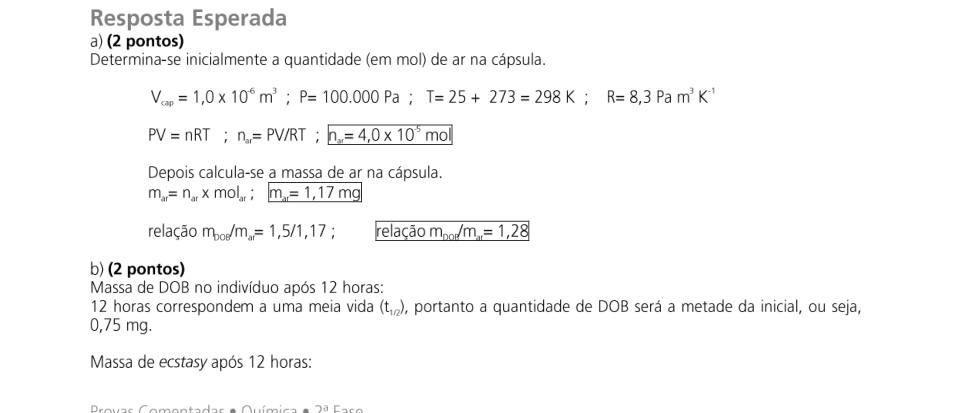 Resposta Esperada
a) (2 pontos)
Determina-se inicialmente a quantidade (em mol) de ar na cápsula.
V_cap = 1,0 x 10⁻⁶ m³ ; P= 100.000 Pa ; T= 25 + 273 = 298 K ; R= 8,3 Pa m³ K⁻¹
PV = nRT ; n_ar= PV/RT ; n_ar= 4,0 x 10⁻⁵ mol
Depois calcula-se a massa de ar na cápsula.
m_ar= n_ar x mol_ar ; m_ar= 1,17 mg
relação m_DOB/m_ar= 1,5/1,17 ; relação m_DOB/m_ar= 1,28
b) (2 pontos)
Massa de DOB no indivíduo após 12 horas:
12 horas correspondem a uma meia vida (t_1/2), portanto a quantidade de DOB será a metade da inicial, ou seja,
0,75 mg.
Massa de ecstasy após 12 horas:
Provas Comentadas • Química • 2ª Fase